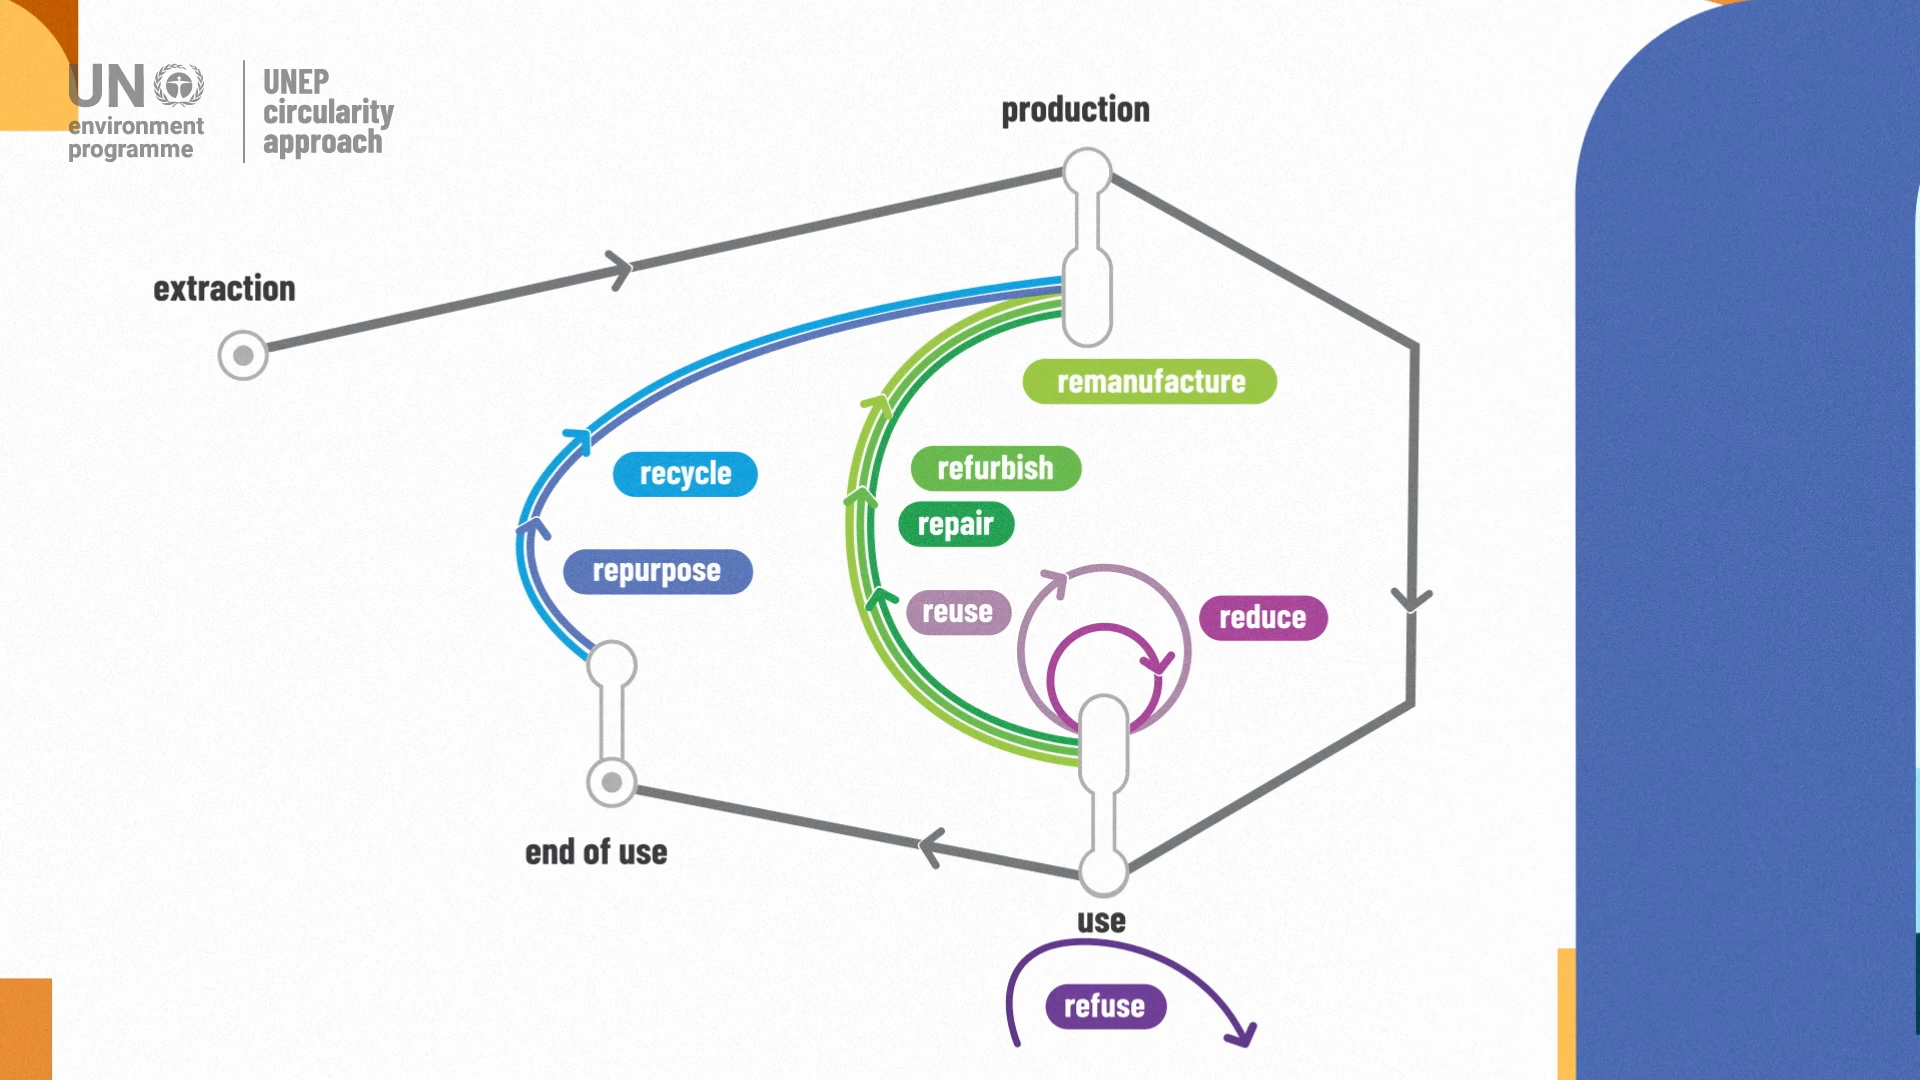 UN
environment
programme
UNEP
circularity
approach
production
extraction
remanufacture
refurbish
recycle
repair
repurpose
reuse
reduce
end of use
use
refuse